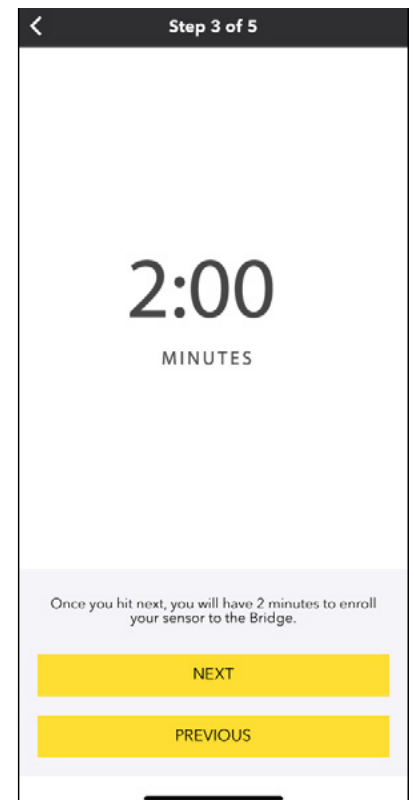 Step 3 of 5
2:00
MINUTES
Once you hit next, you will have 2 minutes to enroll
your sensor to the Bridge.
NEXT
PREVIOUS